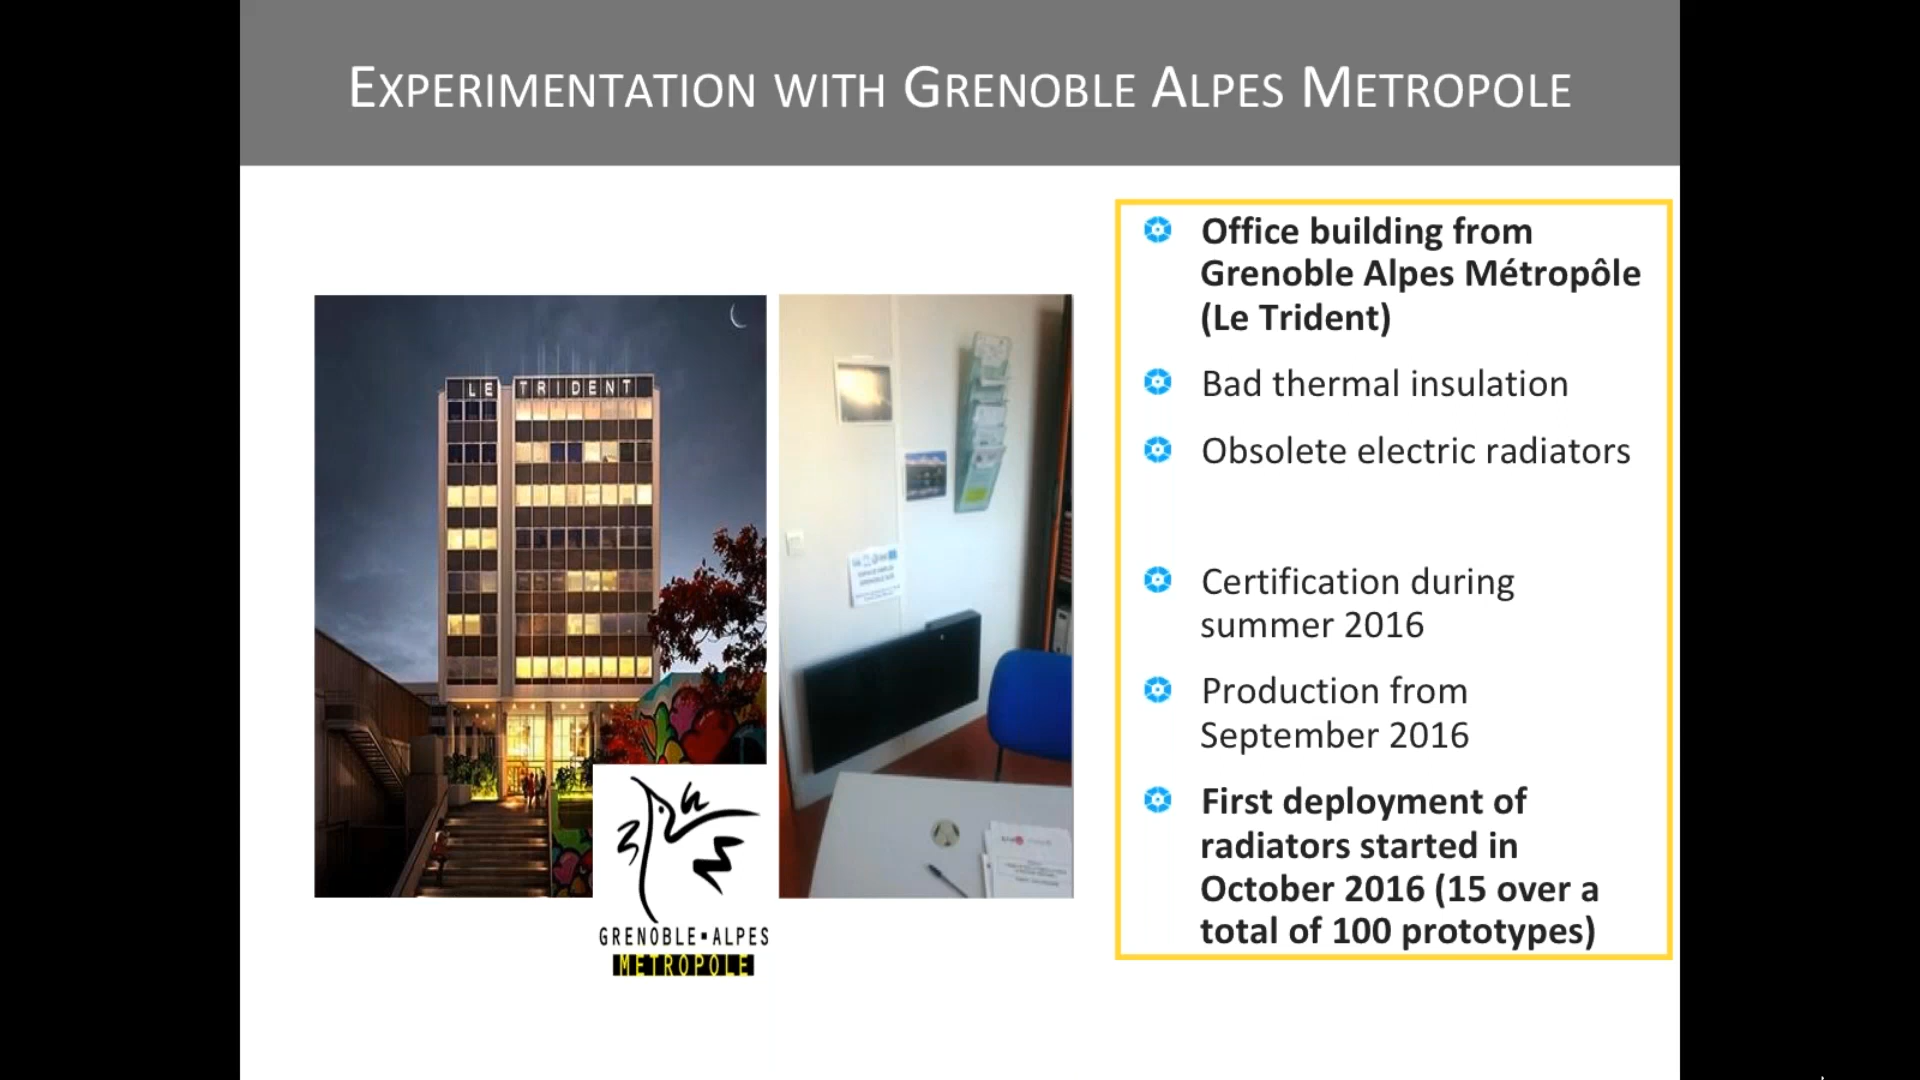 EXPERIMENTATION WITH GRENOBLE ALPES METROPOLE
LE TRIDENT
GRENOBLE▪ALPES
METROPOLE
Office building from
Grenoble Alpes Métropôle
(Le Trident)
Bad thermal insulation
Obsolete electric radiators
Certification during
summer 2016
Production from
September 2016
First deployment of
radiators started in
October 2016 (15 over a
total of 100 prototypes)